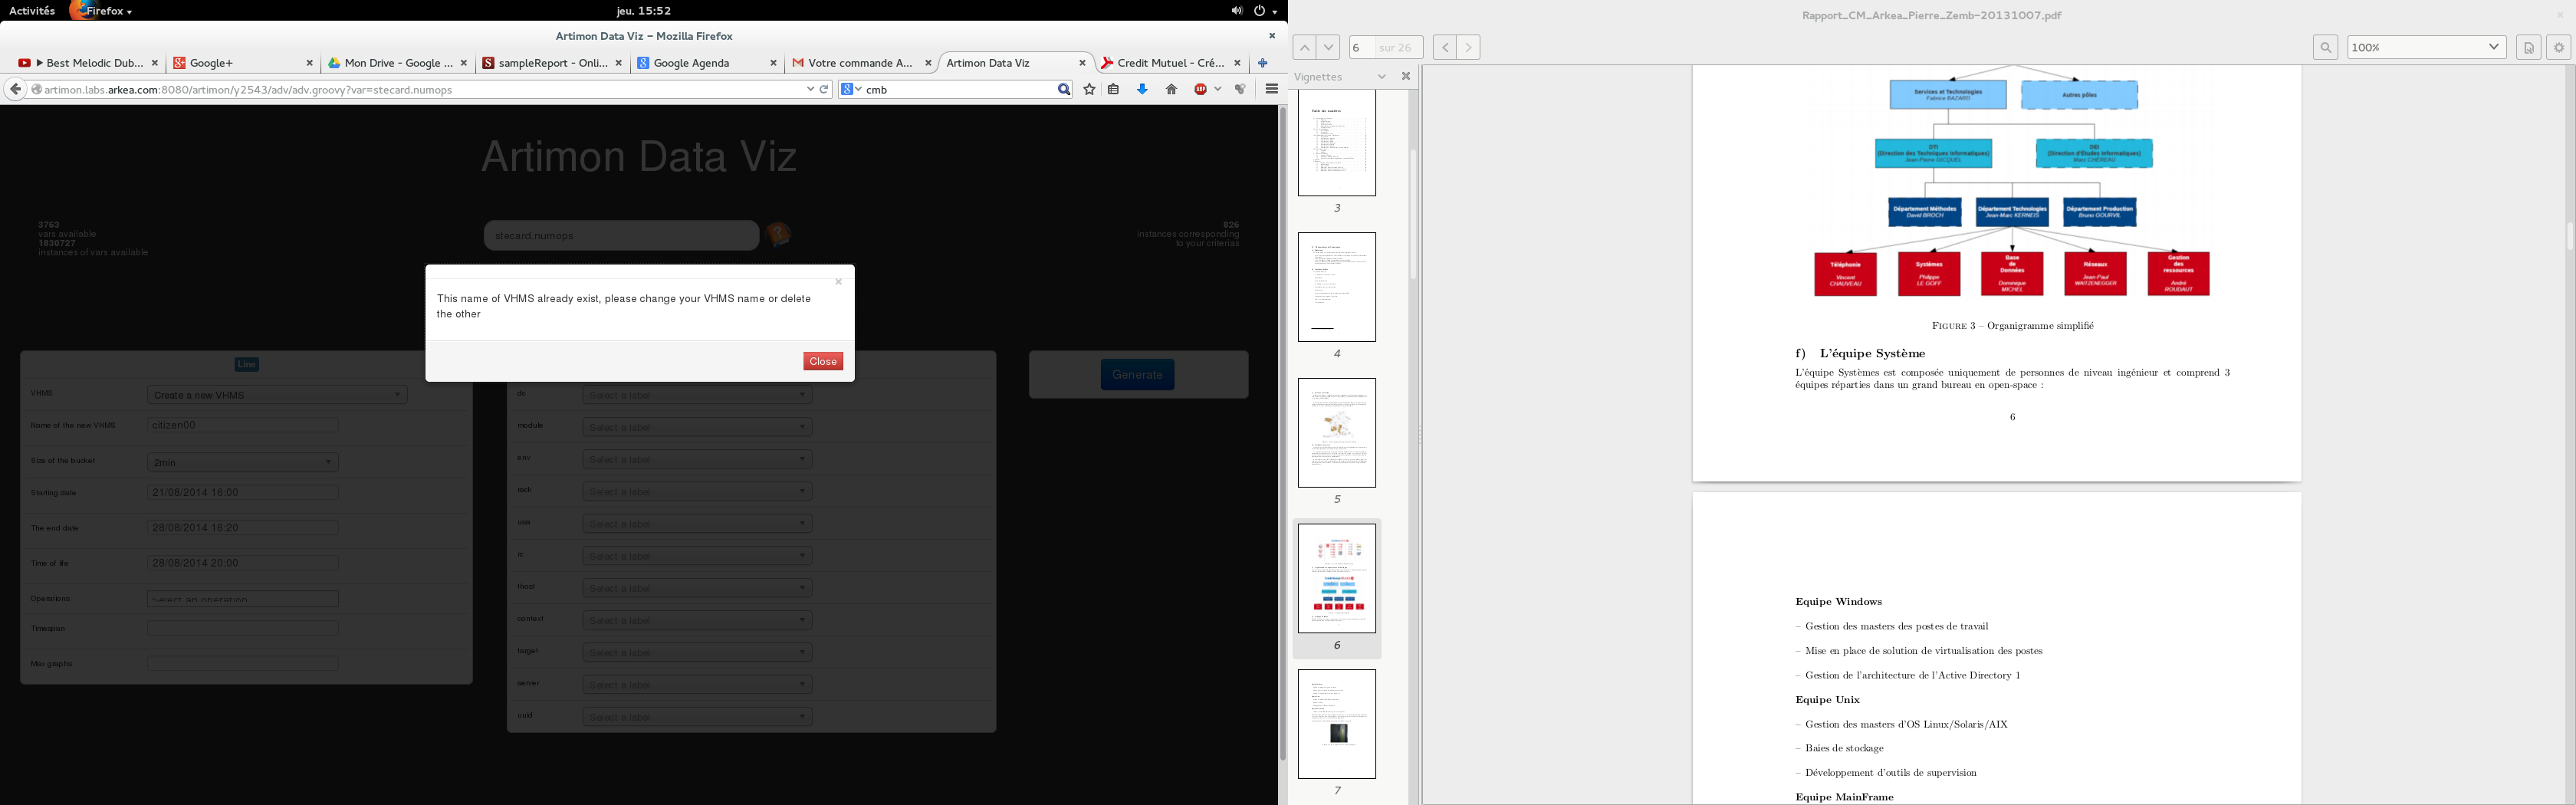 Activités
Firefox
jeu. 15:52
Artimon Data Viz – Mozilla Firefox
Best Melodic Dub...
Google+
Mon Drive - Google ...
sampleReport - Onli...
Google Agenda
Votre commande A...
Artimon Data Viz
Credit Mutuel - Cré...
artimon.labs.arkea.com:8080/artimon/y2543/adv/adv.groovy?var=stecard.numops
cmb
Artimon Data Viz
3763
vars available
1830727
instances of vars available
stecard.numops
826
instances corresponding
to your criterias
This name of VHMS already exist, please change your VHMS name or delete
the other
Close
Line
VHMS
Create a new VHMS
Name of the new VHMS
citizen00
Size of the bucket
2min
Starting date
21/08/2014 16:00
The end date
28/08/2014 16:20
Time of life
28/08/2014 20:00
Operations
Select an operation
Timespan
Max graphs
dc
Select a label
module
Select a label
env
Select a label
rack
Select a label
Select a label
Select a label
Select a label
context
Select a label
target
Select a label
server
Select a label
uuid
Select a label
Generate
Rapport_CM_Arkea_Pierre_Zemb-20131007.pdf
6
sur 26
100%
Vignettes
3
4
5
6
7
Services et Technologies
Fabrice BAZARD
Autres pôles
DTI
(Direction des Techniques Informatiques)
Jean-Pierre GICQUEL
DEI
(Direction d'Études Informatiques)
Marc CHÉREAU
Département Méthodes
David BROCH
Département Technologies
Jean-Marc KERNEIS
Département Production
Bruno GOURVIL
Téléphonie
Vincent
CHAUVEAU
Systèmes
Philippe
LE GOFF
Base
de
Données
Dominique
MICHEL
Réseaux
Jean-Paul
WAITZENEGGER
Gestion
des
ressources
André
ROUDAUT
Figure 3 – Organigramme simplifié
f) L'équipe Système
L'équipe Systèmes est composée uniquement de personnes de niveau ingénieur et comprend 3
équipes réparties dans un grand bureau en open-space :
6
Equipe Windows
– Gestion des masters des postes de travail
– Mise en place de solution de virtualisation des postes
– Gestion de l'architecture de l'Active Directory 1
Equipe Unix
– Gestion des masters d'OS Linux/Solaris/AIX
– Baies de stockage
– Développement d'outils de supervision
Equipe MainFrame